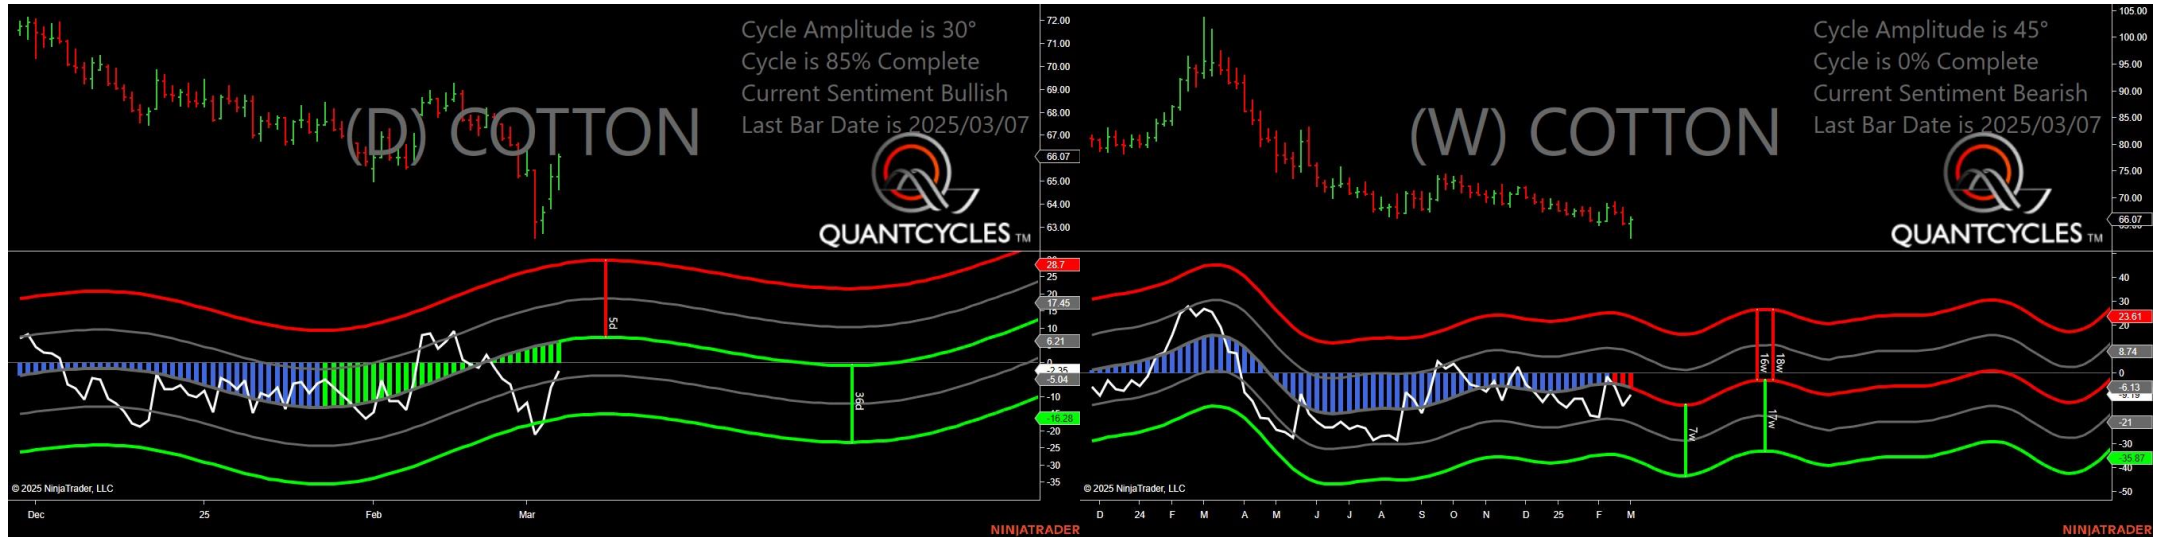 Cycle Amplitude is 30°
Cycle is 85% Complete
Current Sentiment Bullish
Last Bar Date is 2025/03/07
(D) COTTON
QUANTCYCLES TM
72.00
71.00
70.00
69.00
68.00
67.00
66.07
65.00
64.00
63.00
28.7
25
20
17.45
15
10
6.21
0
-2.35
-5.04
-10
-16.28
-20
-25
-30
-35
5d
36d
© 2025 NinjaTrader, LLC
Dec 25 Feb Mar
NINJATRADER
Cycle Amplitude is 45°
Cycle is 0% Complete
Current Sentiment Bearish
Last Bar Date is 2025/03/07
(W) COTTON
QUANTCYCLES TM
105.00
100.00
95.00
90.00
85.00
80.00
75.00
70.00
66.07
40
30
23.61
20
8.74
0
-6.13
-9.19
-21
-30
-35.87
-40
-50
16w
18w
7w
17w
© 2025 NinjaTrader, LLC
D 24 F M A M J J A S O N D 25 F M
NINJATRADER